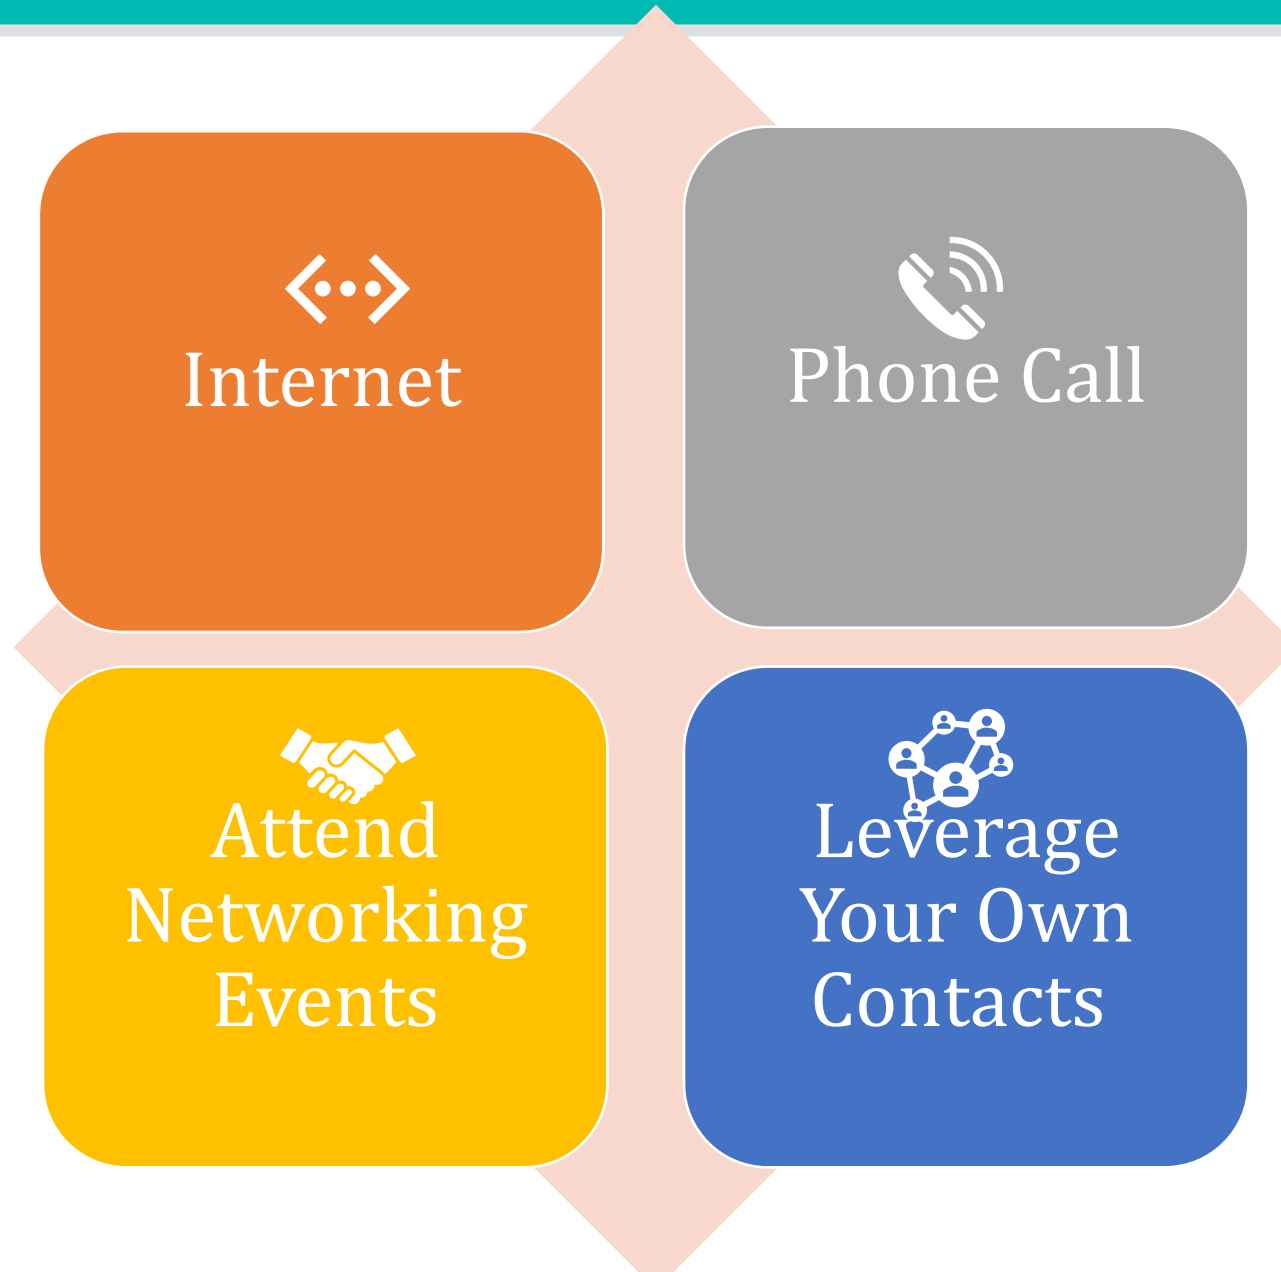 Internet
Phone Call
Attend
Networking
Events
Leverage
Your Own
Contacts